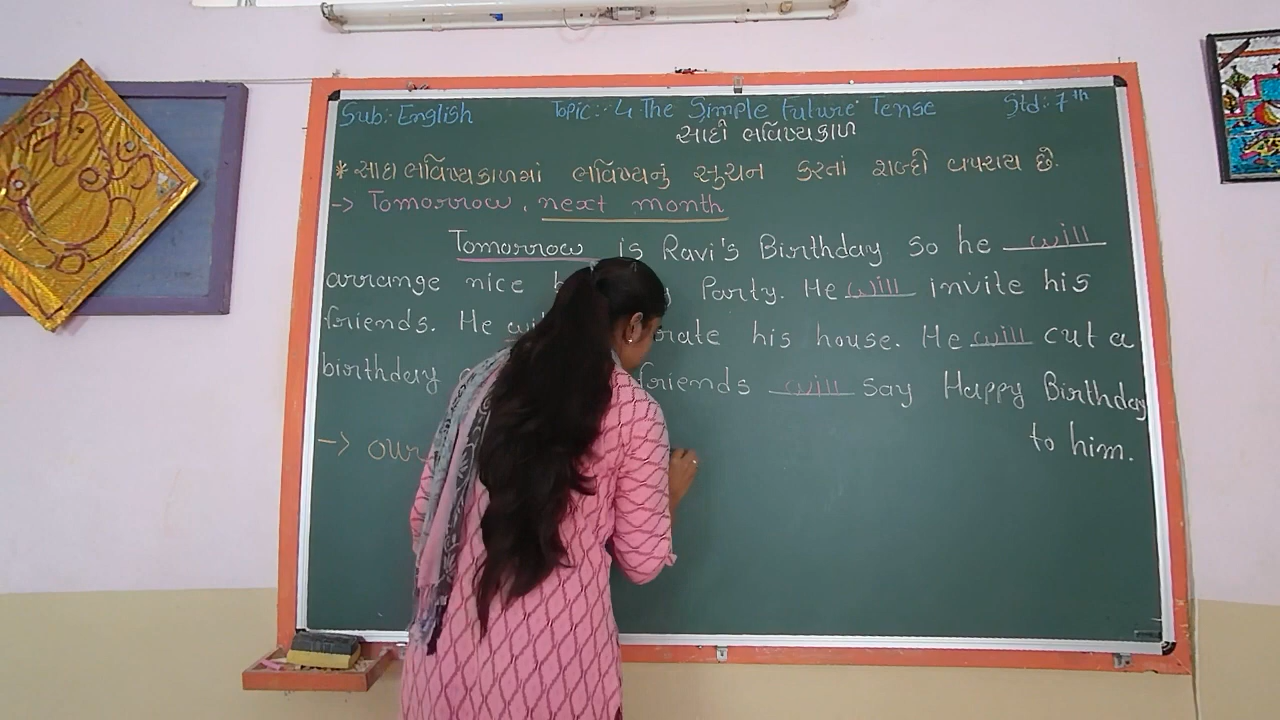 Sub:- English Topic:- 4. The Simple Future Tense Std:- 7th
સાદો ભવિષ્યકાળ
* સાદા ભવિષ્યકાળમાં ભવિષ્યનું સુચન કરતાં શબ્દો વપરાય છે.
-> Tomorrow, next month
Tomorrow is Ravi's Birthday so he will
arrange nice Party. He will invite his
friends. He his house. He will cut a
birthday friends will say Happy Birthday
to him.
-> our